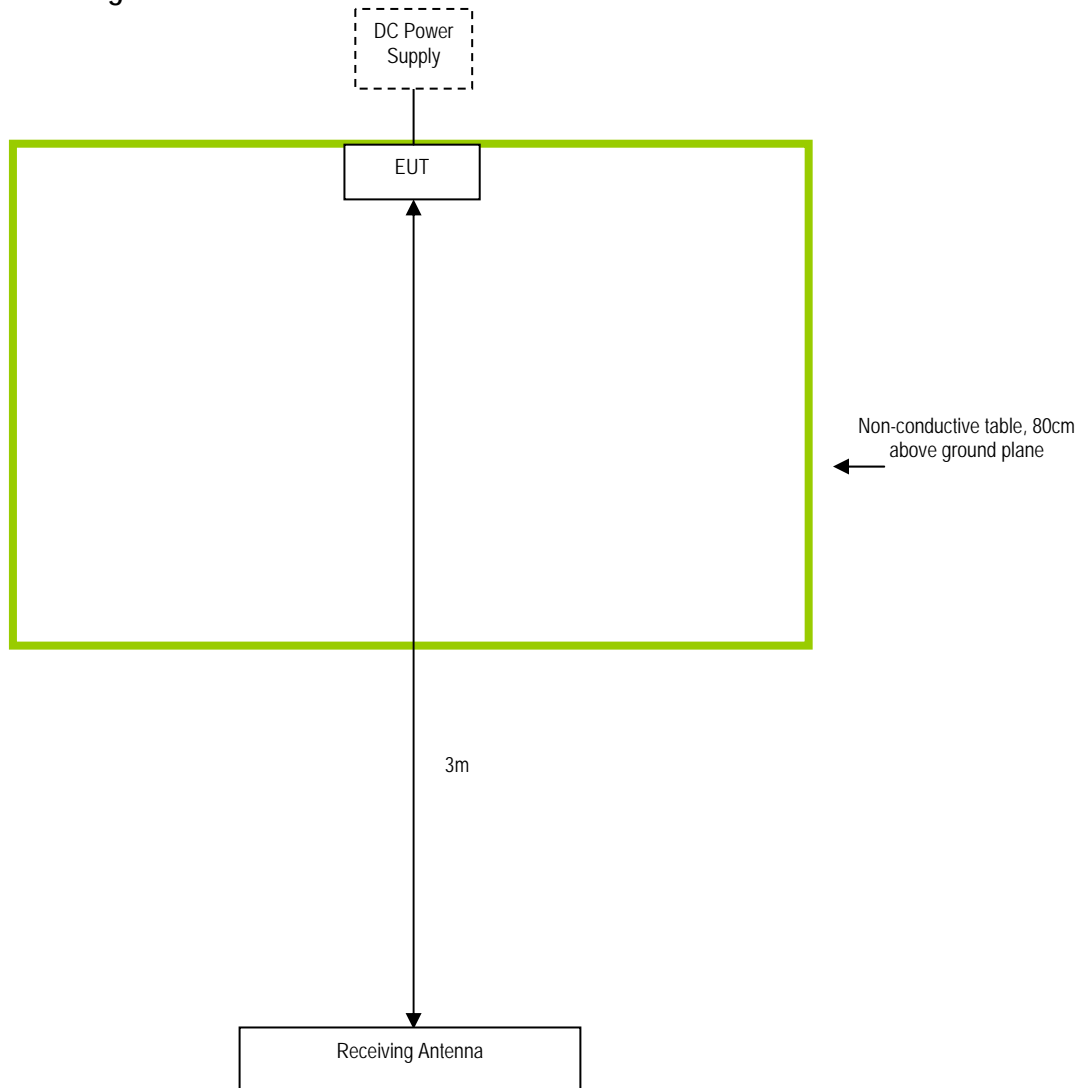 DC Power
Supply
EUT
Non-conductive table, 80cm
above ground plane
3m
Receiving Antenna